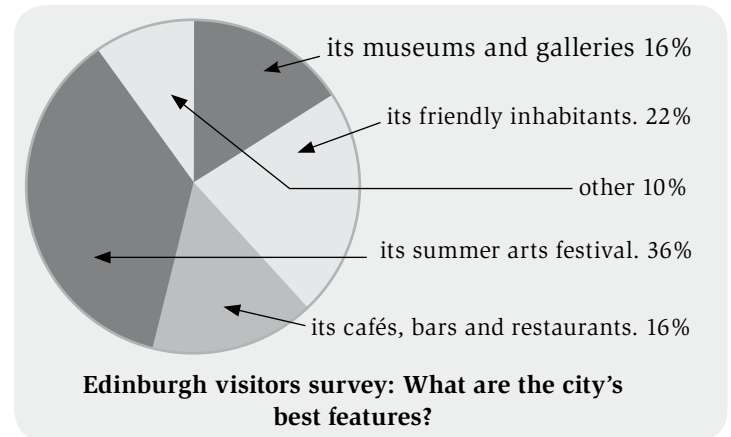 its museums and galleries 16%
its friendly inhabitants. 22%
other 10%
its summer arts festival. 36%
its cafés, bars and restaurants. 16%
Edinburgh visitors survey: What are the city's
best features?